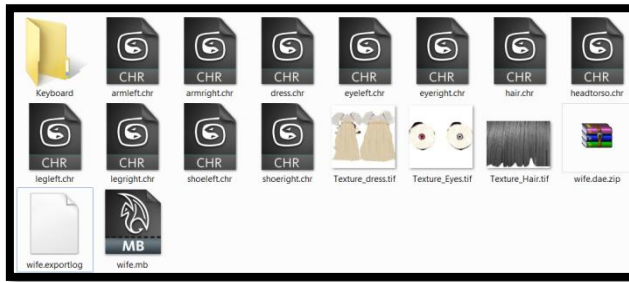 CHR CHR CHR CHR CHR CHR CHR
Keyboard armleft.chr armright.chr dress.chr eyeleft.chr eyeright.chr hair.chr headtorso.chr
CHR CHR CHR CHR
legleft.chr legright.chr shoeleft.chr shoeright.chr Texture_dress.tif Texture_Eyes.tif Texture_Hair.tif wife.dae.zip
MB
wife.exportlog wife.mb